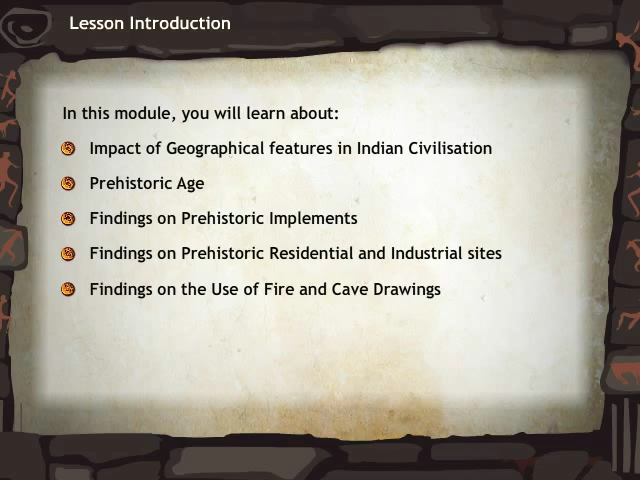 Lesson Introduction
In this module, you will learn about:
Impact of Geographical features in Indian Civilisation
Prehistoric Age
Findings on Prehistoric Implements
Findings on Prehistoric Residential and Industrial sites
Findings on the Use of Fire and Cave Drawings